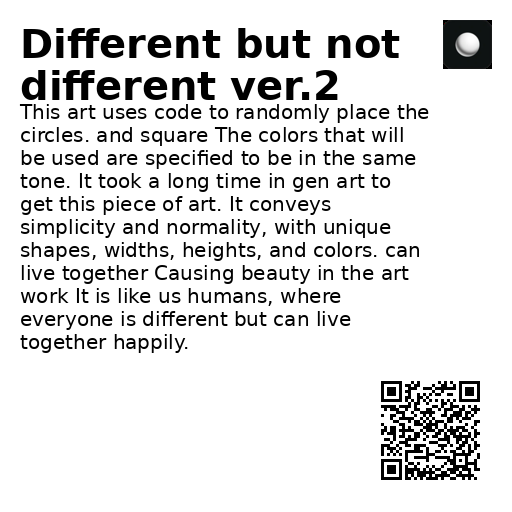 Different but not
different ver.2
This art uses code to randomly place the
circles. and square The colors that will
be used are specified to be in the same
tone. It took a long time in gen art to
get this piece of art. It conveys
simplicity and normality, with unique
shapes, widths, heights, and colors. can
live together Causing beauty in the art
work It is like us humans, where
everyone is different but can live
together happily.